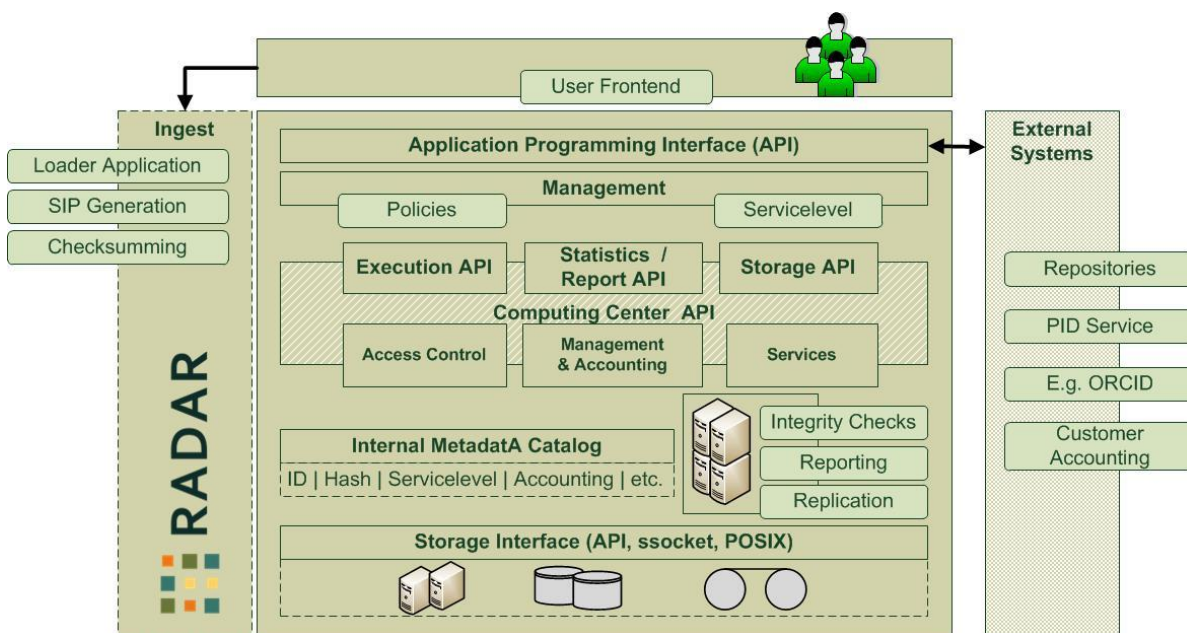 User Frontend
Ingest
Loader Application
SIP Generation
Checksumming
RADAR
Application Programming Interface (API)
Management
Policies
Servicelevel
Execution API
Statistics /
Report API
Storage API
Computing Center API
Access Control
Management
& Accounting
Services
Internal MetadatA Catalog
ID | Hash | Servicelevel | Accounting | etc.
Integrity Checks
Reporting
Replication
Storage Interface (API, ssocket, POSIX)
External
Systems
Repositories
PID Service
E.g. ORCID
Customer
Accounting